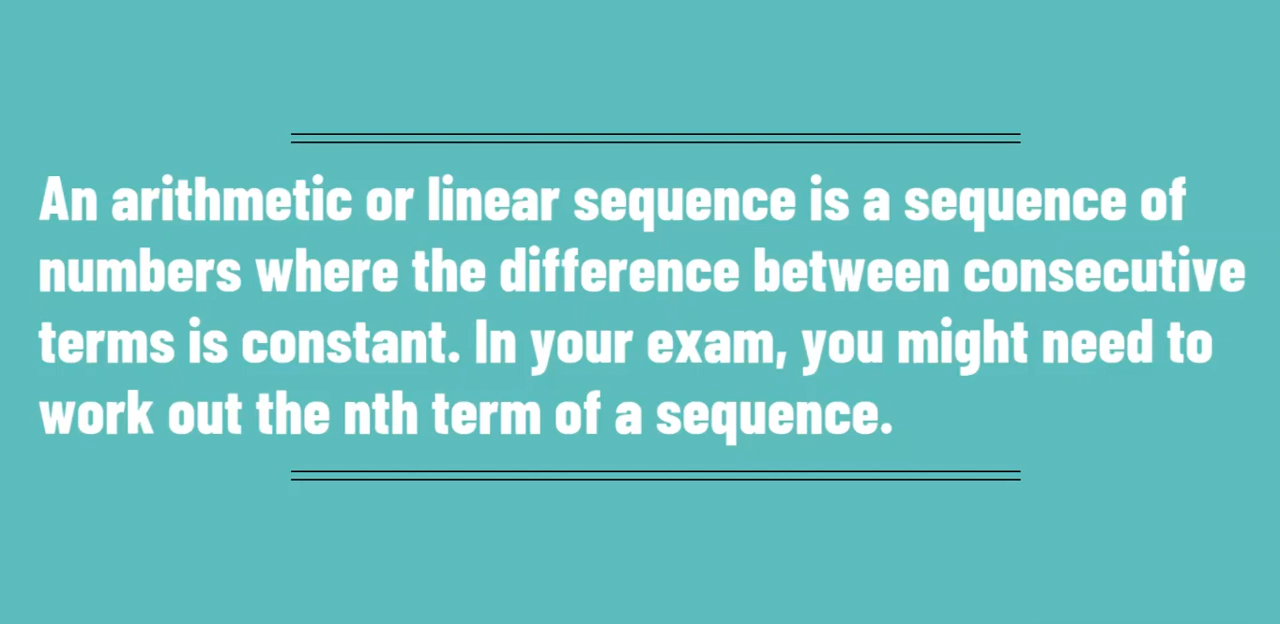 An arithmetic or linear sequence is a sequence of
numbers where the difference between consecutive
terms is constant. In your exam, you might need to
work out the nth term of a sequence.